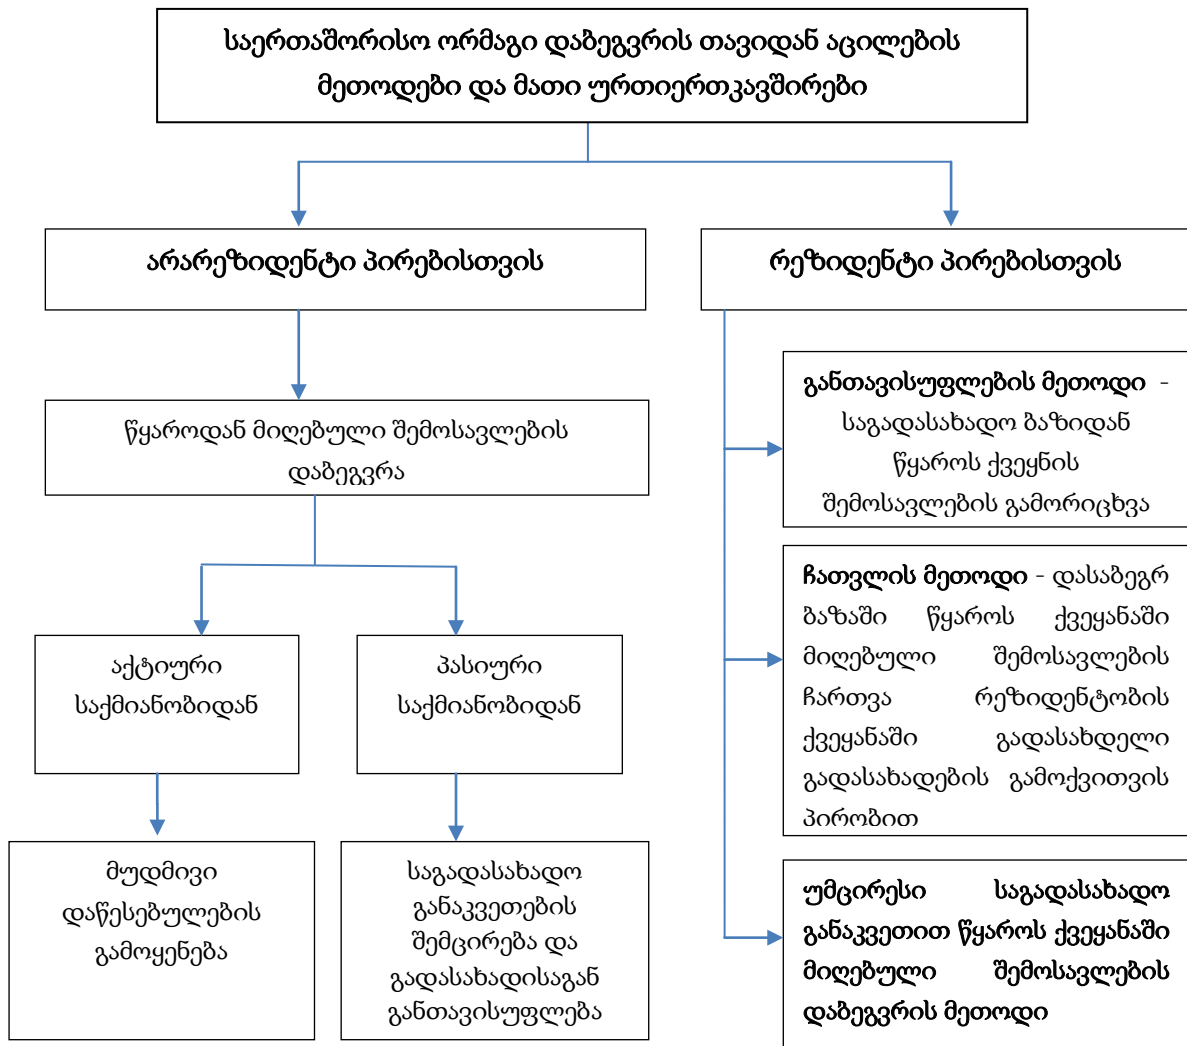 საერთაშორისო ორმაგი დაბეგვრის თავიდან აცილების
მეთოდები და მათი ურთიერთკავშირები
არარეზიდენტი პირებისთვის
წყაროდან მიღებული შემოსავლების
დაბეგვრა
აქტიური
საქმიანობიდან
პასიური
საქმიანობიდან
მუდმივი
დაწესებულების
გამოყენება
საგადასახადო
განაკვეთების
შემცირება და
გადასახადისაგან
განთავისუფლება
რეზიდენტი პირებისთვის
განთავისუფლების მეთოდი -
საგადასახადო ბაზიდან
წყაროს ქვეყნის
შემოსავლების გამორიცხვა
ჩათვლის მეთოდი - დასაბეგრ
ბაზაში წყაროს ქვეყანაში
მიღებული შემოსავლების
ჩართვა რეზიდენტობის
ქვეყანაში გადასახდელი
გადასახადების გამოქვითვის
პირობით
უმცირესი საგადასახადო
განაკვეთით წყაროს ქვეყანაში
მიღებული შემოსავლების
დაბეგვრის მეთოდი